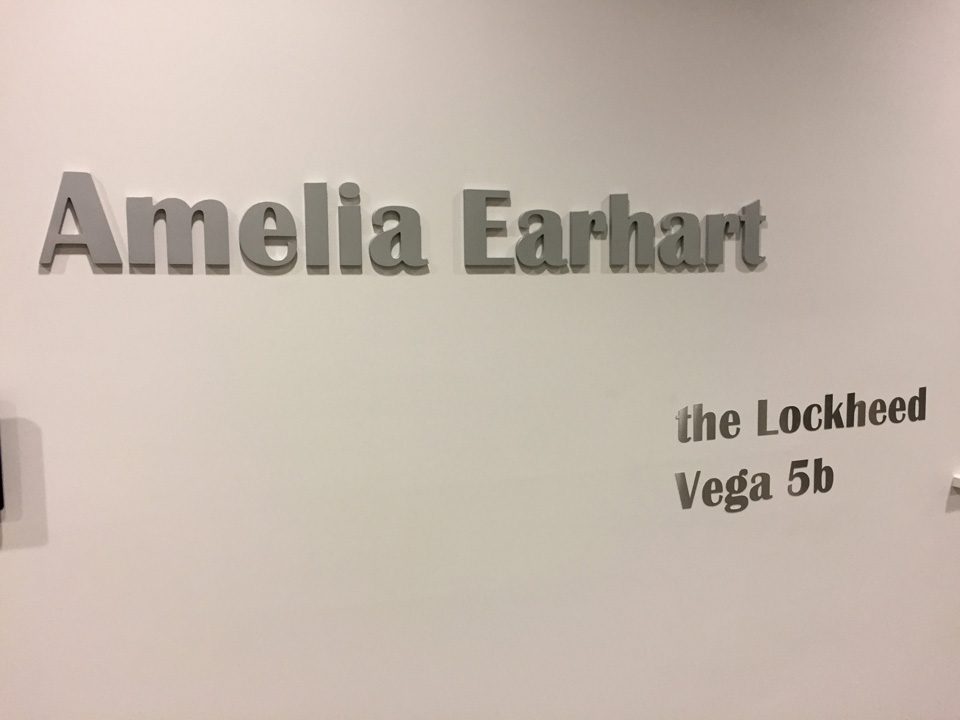 Amelia Earhart
the Lockheed
Vega 5b